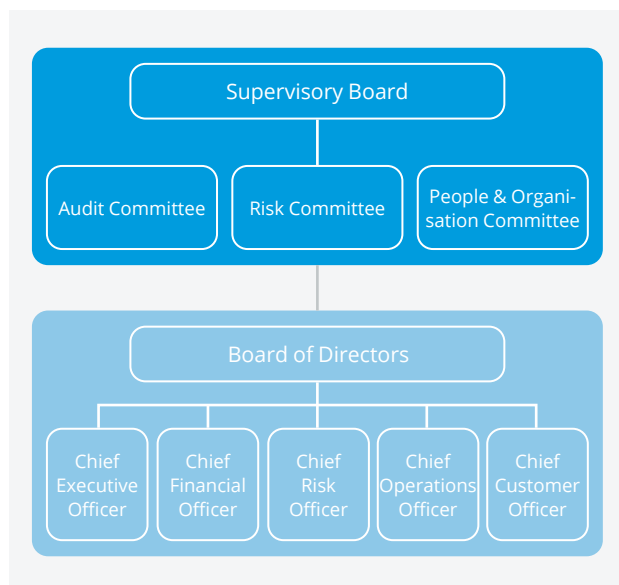 Supervisory Board
Audit Committee
Risk Committee
People & Organi-
sation Committee
Board of Directors
Chief
Executive
Officer
Chief
Financial
Officer
Chief
Risk
Officer
Chief
Operations
Officer
Chief
Customer
Officer